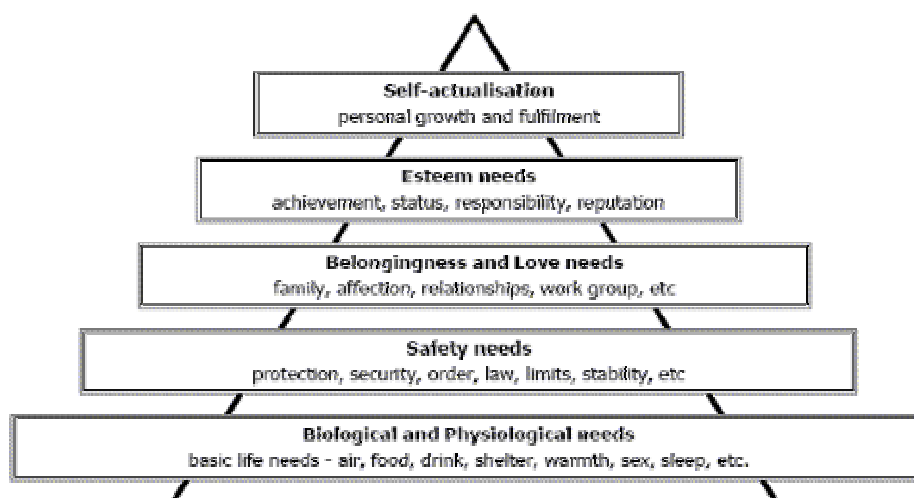 Self-actualisation
personal growth and fulfilment
Esteem needs
achievement, status, responsibility, reputation
Belongingness and Love needs
family, affection, relationships, work group, etc
Safety needs
protection, security, order, law, limits, stability, etc
Biological and Physiological needs
basic life needs - air, food, drink, shelter, warmth, sex, sleep, etc.